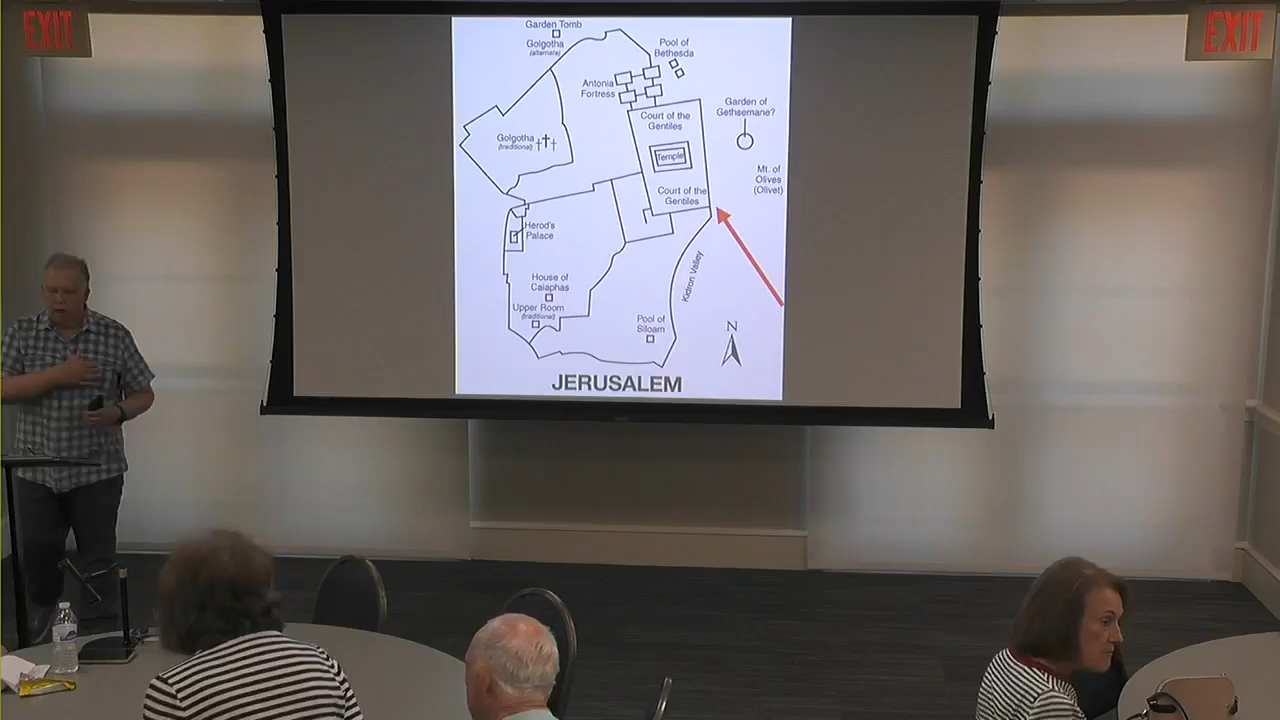 EXIT
EXIT
Garden Tomb
Golgotha
(alternate)
Pool of
Bethesda
Antonia
Fortress
Court of the
Gentiles
Garden of
Gethsemane?
Golgotha
(traditional)
Temple
Mt. of
Olives
(Olivet)
Court of the
Gentiles
Herod's
Palace
Kidron Valley
House of
Caiaphas
Upper Room
(traditional)
Pool of
Siloam
N
JERUSALEM